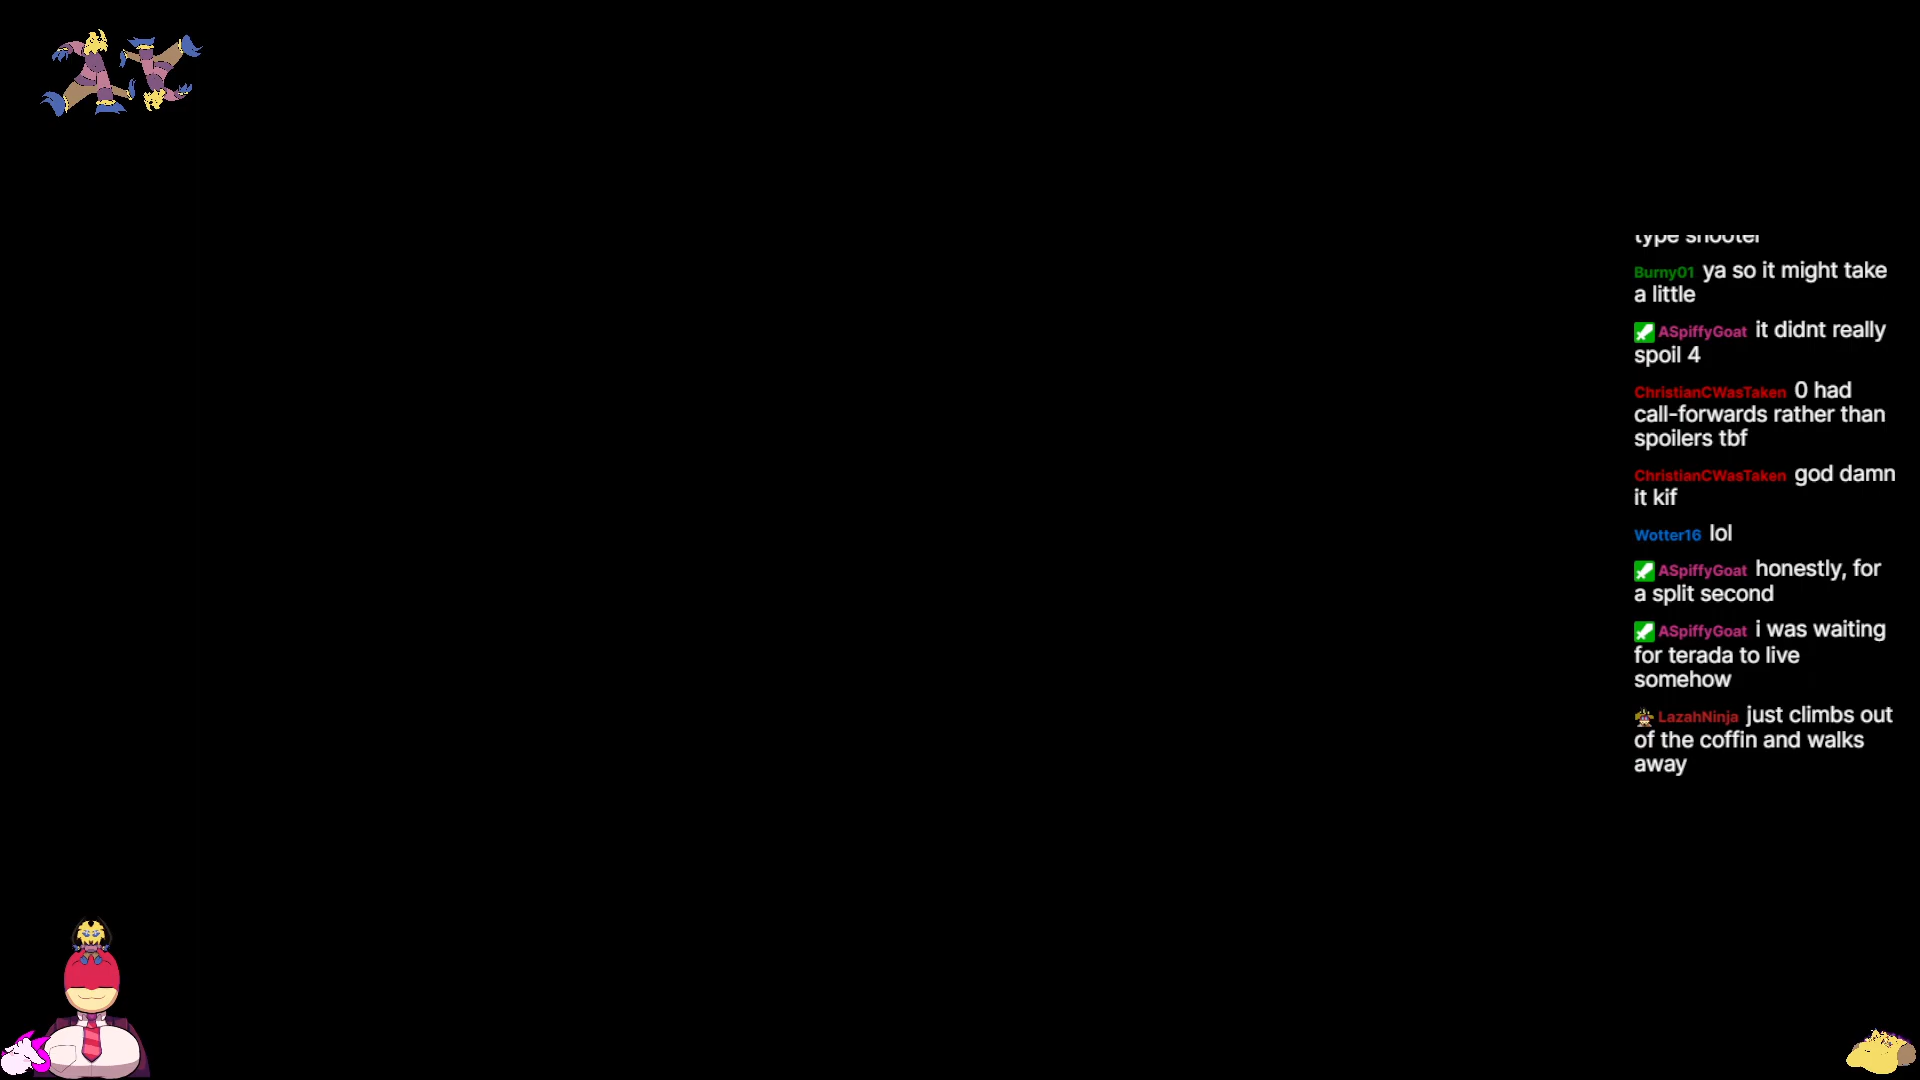 type shooter
Burny01 ya so it might take
a little
ASpiffyGoat it didnt really
spoil 4
ChristianCWasTaken 0 had
call-forwards rather than
spoilers tbf
ChristianCWasTaken god damn
it kif
Wotter16 lol
ASpiffyGoat honestly, for
a split second
ASpiffyGoat i was waiting
for terada to live
somehow
LazahNinja just climbs out
of the coffin and walks
away